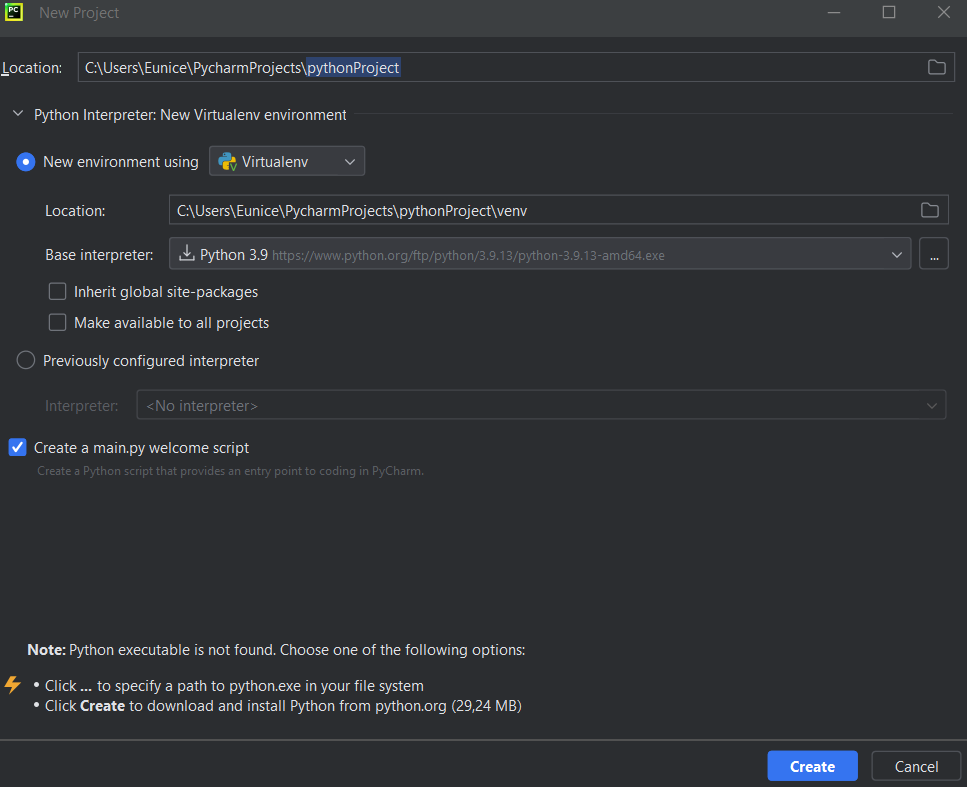 PC
New Project
Location: C:\Users\Eunice\PycharmProjects\pythonProject
Python Interpreter: New Virtualenv environment
New environment using Virtualenv
Location: C:\Users\Eunice\PycharmProjects\pythonProject\venv
Base interpreter: Python 3.9 https://www.python.org/ftp/python/3.9.13/python-3.9.13-amd64.exe ...
Inherit global site-packages
Make available to all projects
Previously configured interpreter
Interpreter: <No interpreter>
Create a main.py welcome script
Create a Python script that provides an entry point to coding in PyCharm.
Note: Python executable is not found. Choose one of the following options:
• Click ... to specify a path to python.exe in your file system
• Click Create to download and install Python from python.org (29,24 MB)
Create Cancel